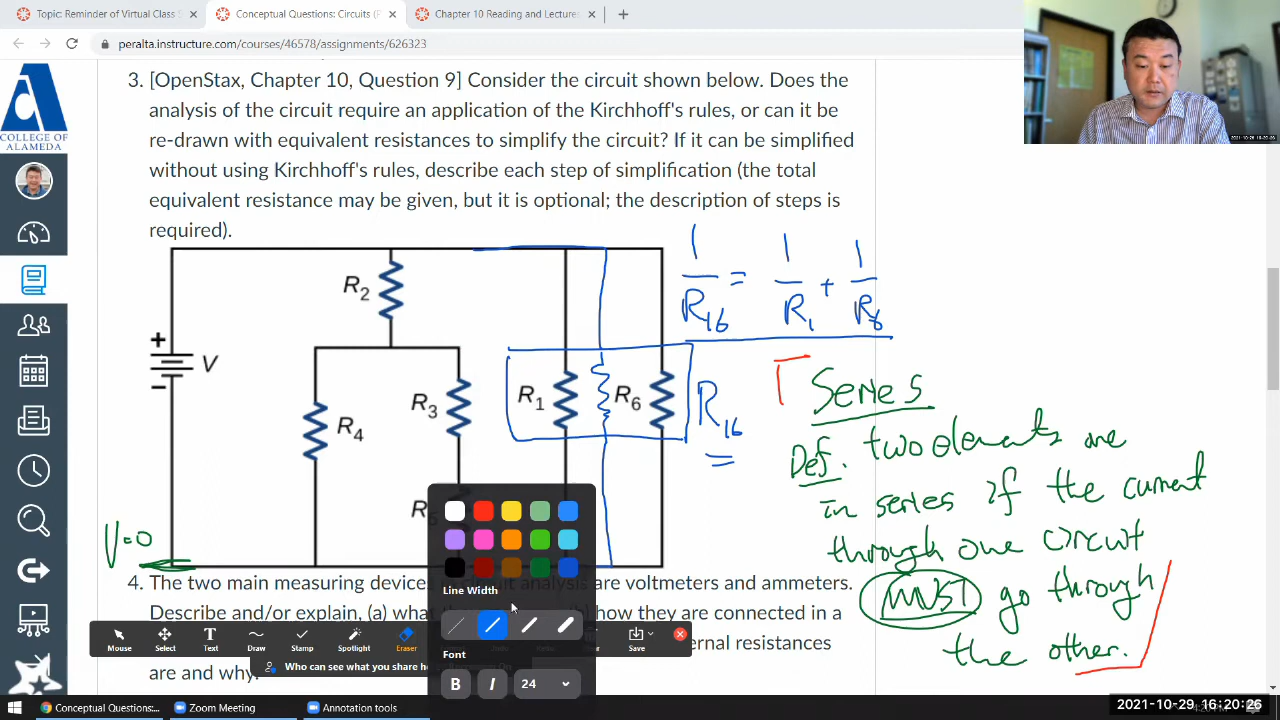 Topic: Reminder of Virtual Class S
Conceptual Questions: Circuits (P
Chapter 10 Reading and Lectures
peralta.instructure.com/courses/46578/assignments/626323
COLLEGE OF
ALAMEDA
3. [OpenStax, Chapter 10, Question 9] Consider the circuit shown below. Does the
analysis of the circuit require an application of the Kirchhoff's rules, or can it be
re-drawn with equivalent resistances to simplify the circuit? If it can be simplified
without using Kirchhoff's rules, describe each step of simplification (the total
equivalent resistance may be given, but it is optional; the description of steps is
required).
R2
V
R4
R3
R1
R6
R
1/R16 = 1/R1 + 1/R6
R16
V=0
Series
Def. two elements are
in series if the current
through one circuit
MUST go through
the other.
4. The two main measuring device are voltmeters and ammeters.
Describe and/or explain, (a) how they are connected in a
ernal resistances
are and why.
Line Width
Font
B I 24
Mouse Select Text Draw Stamp Spotlight Eraser Save
Who can see what you share he
2021-10-29 16:20:26
Conceptual Questions:...
Zoom Meeting
Annotation tools
2021-10-29 16:20:26